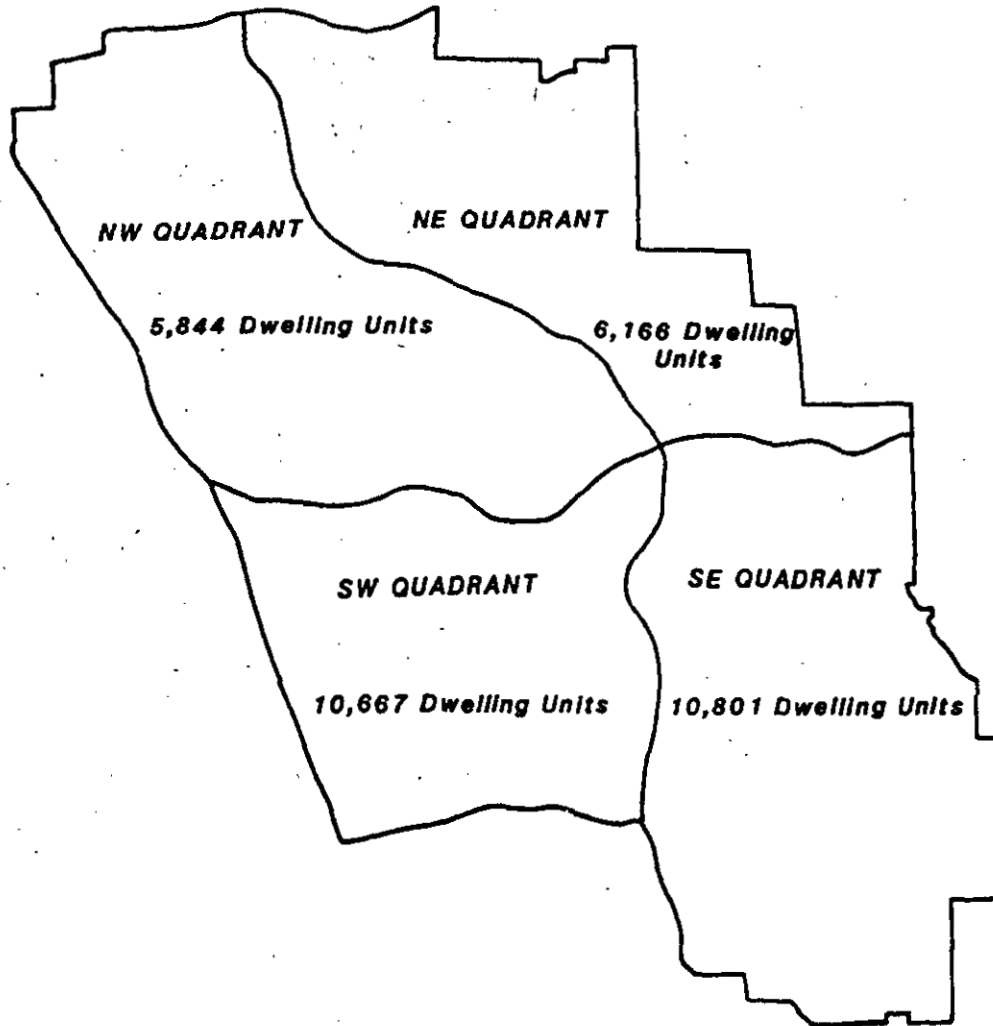 NW QUADRANT
NE QUADRANT
5,844 Dwelling Units
6,166 Dwelling
Units
SW QUADRANT
SE QUADRANT
10,667 Dwelling Units
10,801 Dwelling Units